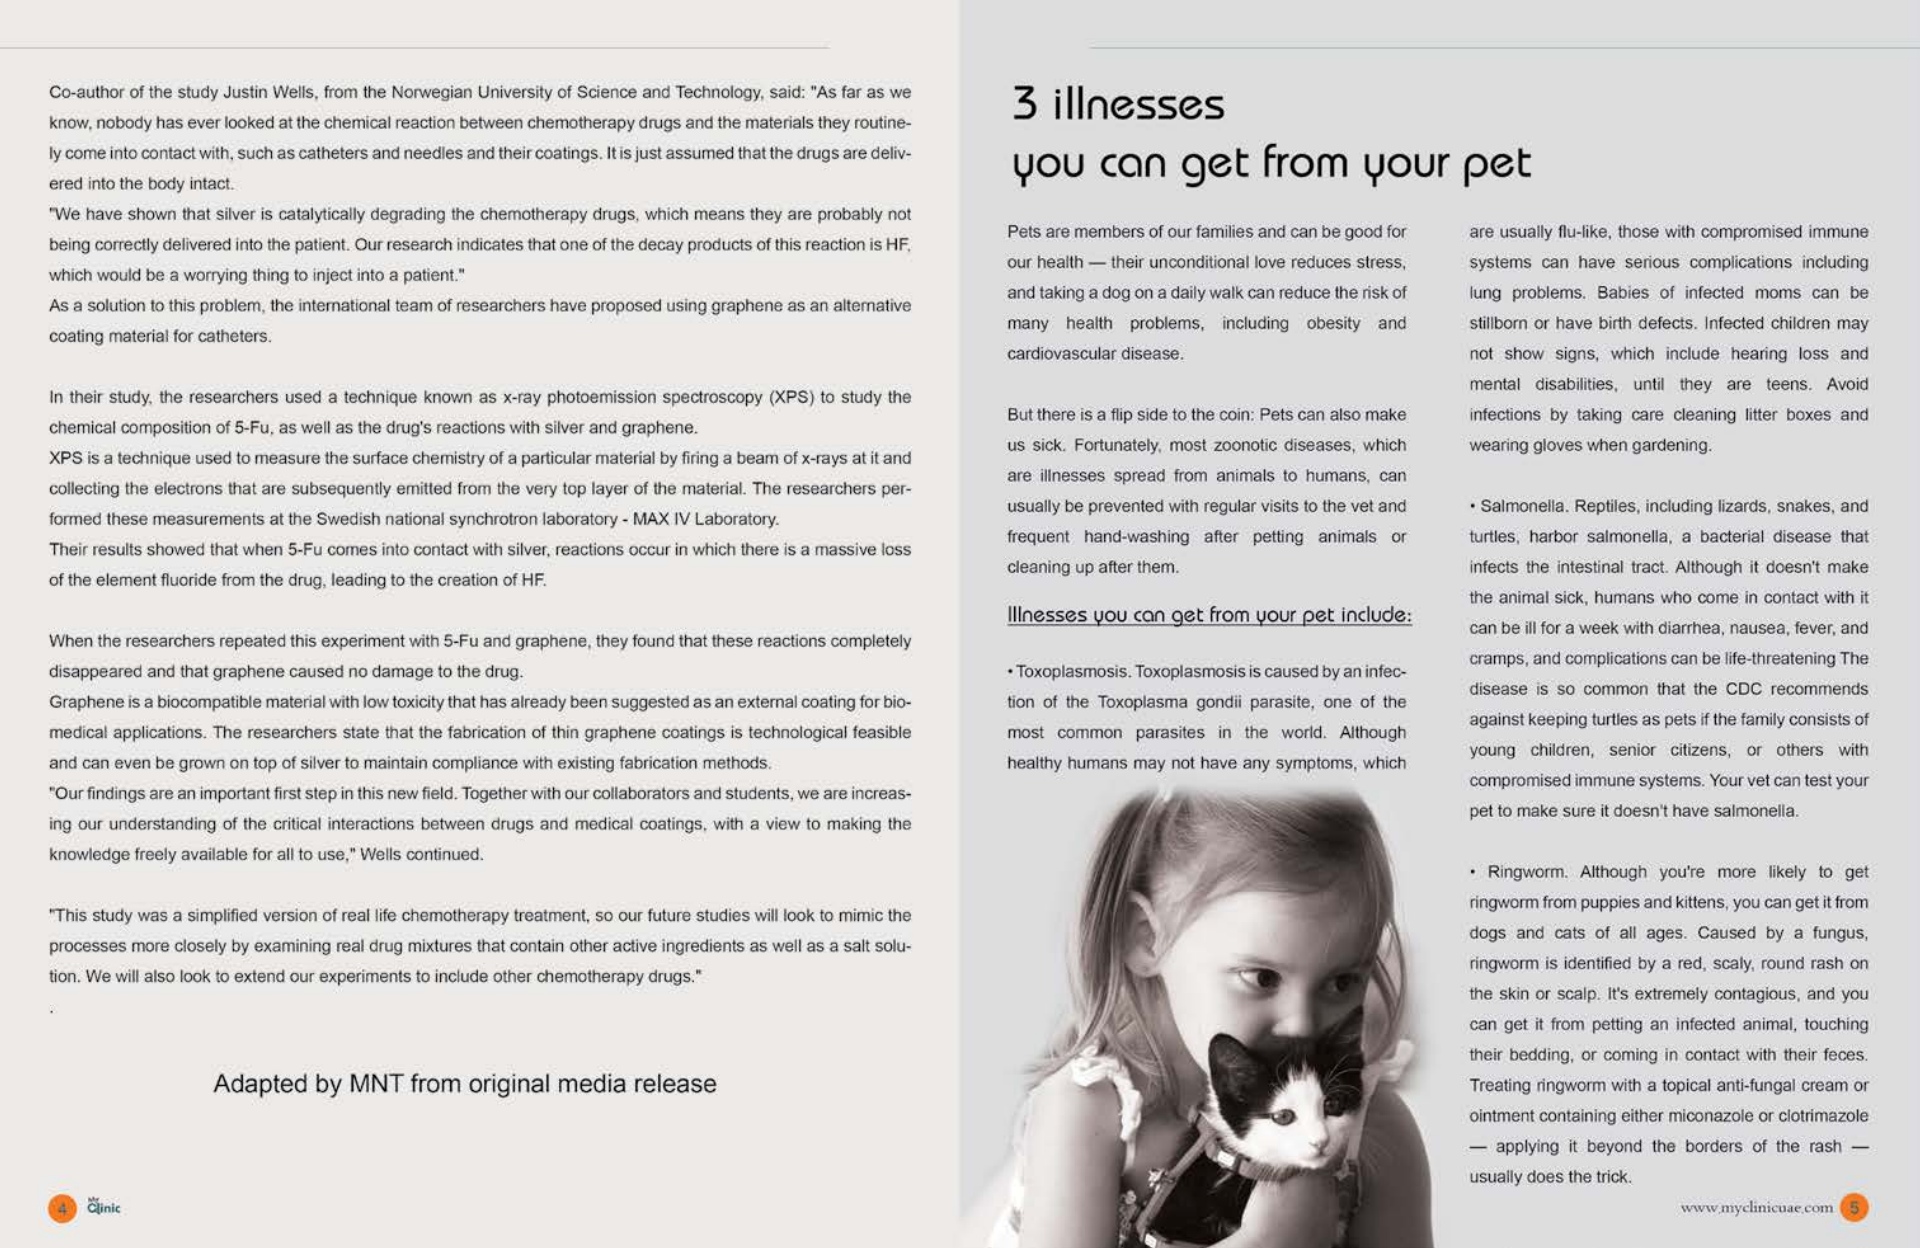 Co-author of the study Justin Wells, from the Norwegian University of Science and Technology, said: "As far as we
know, nobody has ever looked at the chemical reaction between chemotherapy drugs and the materials they routine-
ly come into contact with, such as catheters and needles and their coatings. It is just assumed that the drugs are deliv-
ered into the body intact.
"We have shown that silver is catalytically degrading the chemotherapy drugs, which means they are probably not
being correctly delivered into the patient. Our research indicates that one of the decay products of this reaction is HF,
which would be a worrying thing to inject into a patient."
As a solution to this problem, the international team of researchers have proposed using graphene as an alternative
coating material for catheters.
In their study, the researchers used a technique known as x-ray photoemission spectroscopy (XPS) to study the
chemical composition of 5-Fu, as well as the drug's reactions with silver and graphene.
XPS is a technique used to measure the surface chemistry of a particular material by firing a beam of x-rays at it and
collecting the electrons that are subsequently emitted from the very top layer of the material. The researchers per-
formed these measurements at the Swedish national synchrotron laboratory - MAX IV Laboratory.
Their results showed that when 5-Fu comes into contact with silver, reactions occur in which there is a massive loss
of the element fluoride from the drug, leading to the creation of HF.
When the researchers repeated this experiment with 5-Fu and graphene, they found that these reactions completely
disappeared and that graphene caused no damage to the drug.
Graphene is a biocompatible material with low toxicity that has already been suggested as an external coating for bio-
medical applications. The researchers state that the fabrication of thin graphene coatings is technological feasible
and can even be grown on top of silver to maintain compliance with existing fabrication methods.
"Our findings are an important first step in this new field. Together with our collaborators and students, we are increas-
ing our understanding of the critical interactions between drugs and medical coatings, with a view to making the
knowledge freely available for all to use," Wells continued.
"This study was a simplified version of real life chemotherapy treatment, so our future studies will look to mimic the
processes more closely by examining real drug mixtures that contain other active ingredients as well as a salt solu-
tion. We will also look to extend our experiments to include other chemotherapy drugs."
.
Adapted by MNT from original media release
4 My Clinic
3 illnesses
you can get from your pet
Pets are members of our families and can be good for
our health — their unconditional love reduces stress,
and taking a dog on a daily walk can reduce the risk of
many health problems, including obesity and
cardiovascular disease.
But there is a flip side to the coin: Pets can also make
us sick. Fortunately, most zoonotic diseases, which
are illnesses spread from animals to humans, can
usually be prevented with regular visits to the vet and
frequent hand-washing after petting animals or
cleaning up after them.
Illnesses you can get from your pet include:
• Toxoplasmosis. Toxoplasmosis is caused by an infec-
tion of the Toxoplasma gondii parasite, one of the
most common parasites in the world. Although
healthy humans may not have any symptoms, which
are usually flu-like, those with compromised immune
systems can have serious complications including
lung problems. Babies of infected moms can be
stillborn or have birth defects. Infected children may
not show signs, which include hearing loss and
mental disabilities, until they are teens. Avoid
infections by taking care cleaning litter boxes and
wearing gloves when gardening.
• Salmonella. Reptiles, including lizards, snakes, and
turtles, harbor salmonella, a bacterial disease that
infects the intestinal tract. Although it doesn't make
the animal sick, humans who come in contact with it
can be ill for a week with diarrhea, nausea, fever, and
cramps, and complications can be life-threatening The
disease is so common that the CDC recommends
against keeping turtles as pets if the family consists of
young children, senior citizens, or others with
compromised immune systems. Your vet can test your
pet to make sure it doesn't have salmonella.
• Ringworm. Although you're more likely to get
ringworm from puppies and kittens, you can get it from
dogs and cats of all ages. Caused by a fungus,
ringworm is identified by a red, scaly, round rash on
the skin or scalp. It's extremely contagious, and you
can get it from petting an infected animal, touching
their bedding, or coming in contact with their feces.
Treating ringworm with a topical anti-fungal cream or
ointment containing either miconazole or clotrimazole
— applying it beyond the borders of the rash —
usually does the trick.
www.myclinicuae.com 5